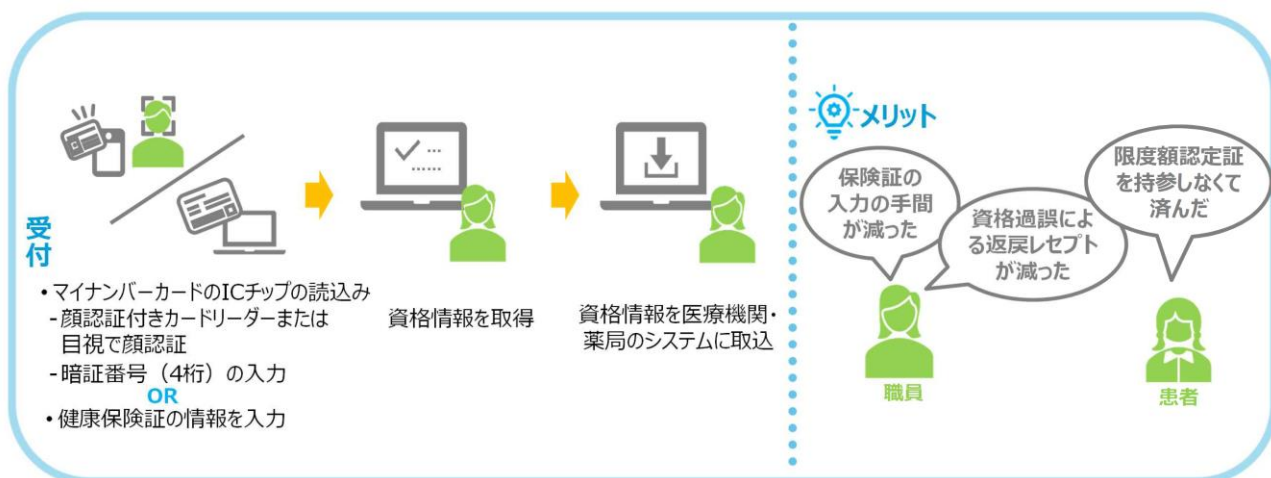 受付
・マイナンバーカードのICチップの読込み
-顔認証付きカードリーダーまたは
目視で顔認証
-暗証番号（4桁）の入力
OR
・健康保険証の情報を入力
資格情報を取得
資格情報を医療機関・
薬局のシステムに取込
メリット
保険証の
入力の手間
が減った
資格過誤によ
る返戻レセプト
が減った
職員
限度額認定証
を持参しなくて
済んだ
患者